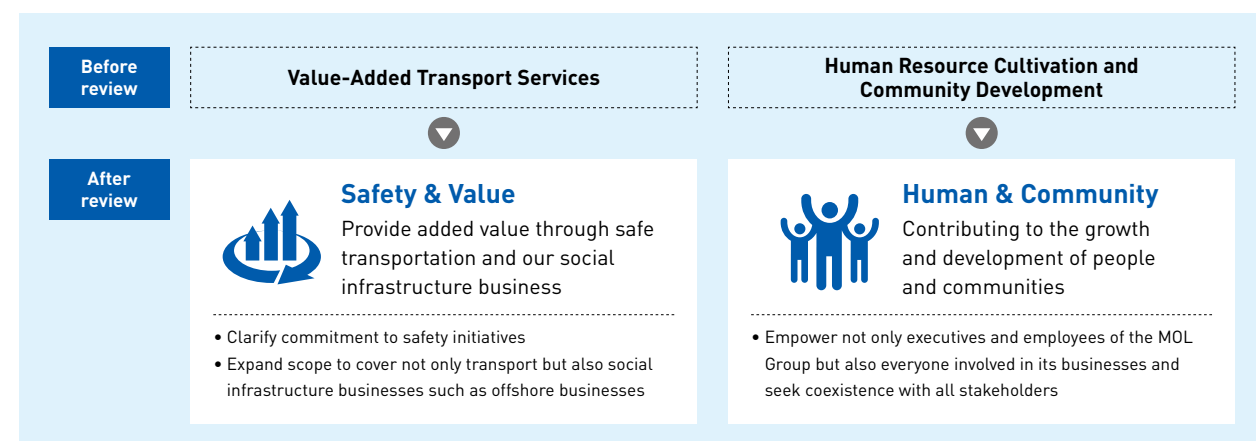 Before
review
Value-Added Transport Services
Human Resource Cultivation and
Community Development
After
review
Safety & Value
Provide added value through safe
transportation and our social
infrastructure business
• Clarify commitment to safety initiatives
• Expand scope to cover not only transport but also social
infrastructure businesses such as offshore businesses
Human & Community
Contributing to the growth
and development of people
and communities
• Empower not only executives and employees of the MOL
Group but also everyone involved in its businesses and
seek coexistence with all stakeholders